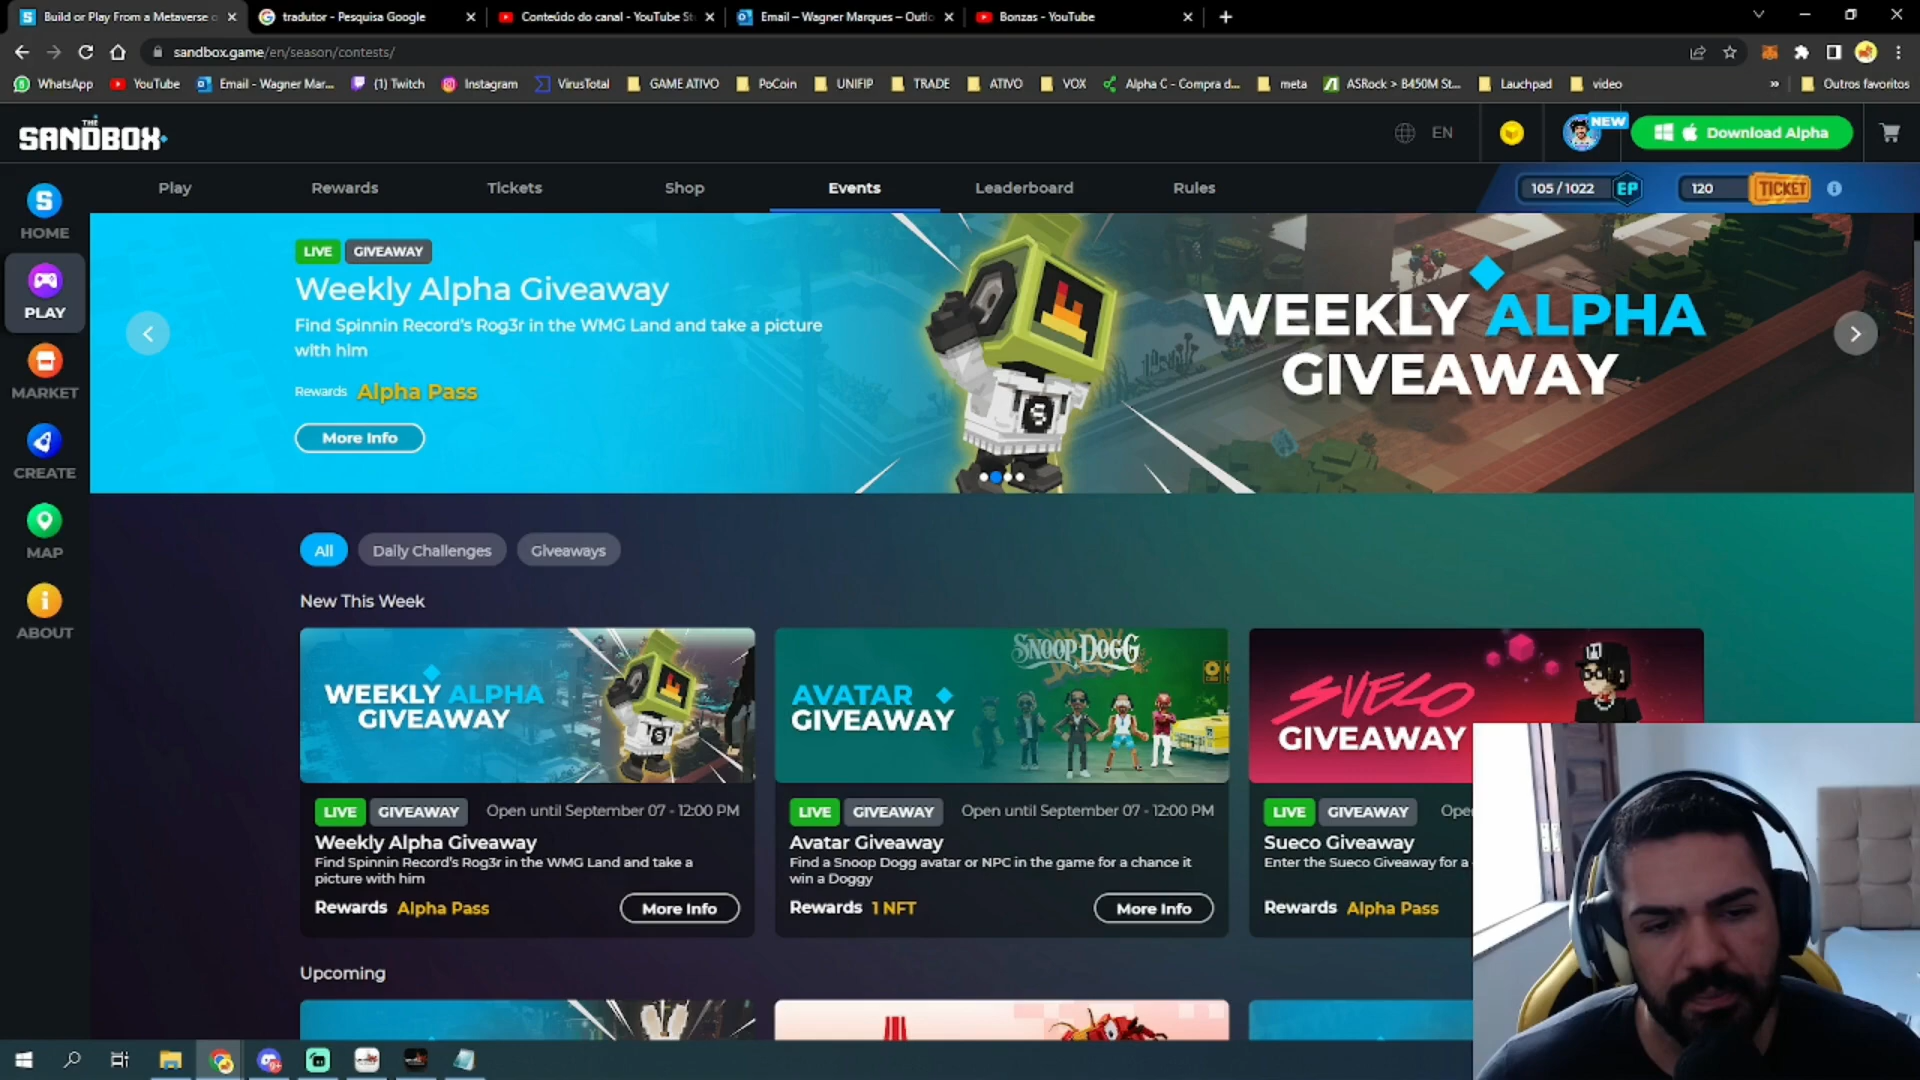 Build or Play From a Metaverse
tradutor - Pesquisa Google
Conteúdo do canal - YouTube St
Email – Wagner Marques – Outlo
Bonzas - YouTube
sandbox.game/en/season/contests/
WhatsApp
YouTube
Email - Wagner Mar...
(1) Twitch
Instagram
VirusTotal
GAME ATIVO
PoCoin
UNIFIP
TRADE
ATIVO
VOX
Alpha C - Compra d...
meta
ASRock > B450M St...
Lauchpad
video
»
Outros favoritos
THE
SANDBOX
EN
NEW
Download Alpha
HOME
PLAY
MARKET
CREATE
MAP
ABOUT
Play
Rewards
Tickets
Shop
Events
Leaderboard
Rules
105 / 1022
EP
120
TICKET
LIVE
GIVEAWAY
Weekly Alpha Giveaway
Find Spinnin Record's Rog3r in the WMG Land and take a picture
with him
Rewards Alpha Pass
More Info
WEEKLY ALPHA
GIVEAWAY
All
Daily Challenges
Giveaways
New This Week
WEEKLY ALPHA
GIVEAWAY
LIVE
GIVEAWAY
Open until September 07 - 12:00 PM
Weekly Alpha Giveaway
Find Spinnin Record's Rog3r in the WMG Land and take a
picture with him
Rewards Alpha Pass
More Info
SNOOP DOGG
AVATAR
GIVEAWAY
LIVE
GIVEAWAY
Open until September 07 - 12:00 PM
Avatar Giveaway
Find a Snoop Dogg avatar or NPC in the game for a chance it
win a Doggy
Rewards 1 NFT
More Info
SVECO
GIVEAWAY
LIVE
GIVEAWAY
Ope
Sueco Giveaway
Enter the Sueco Giveaway for a
Rewards Alpha Pass
Upcoming